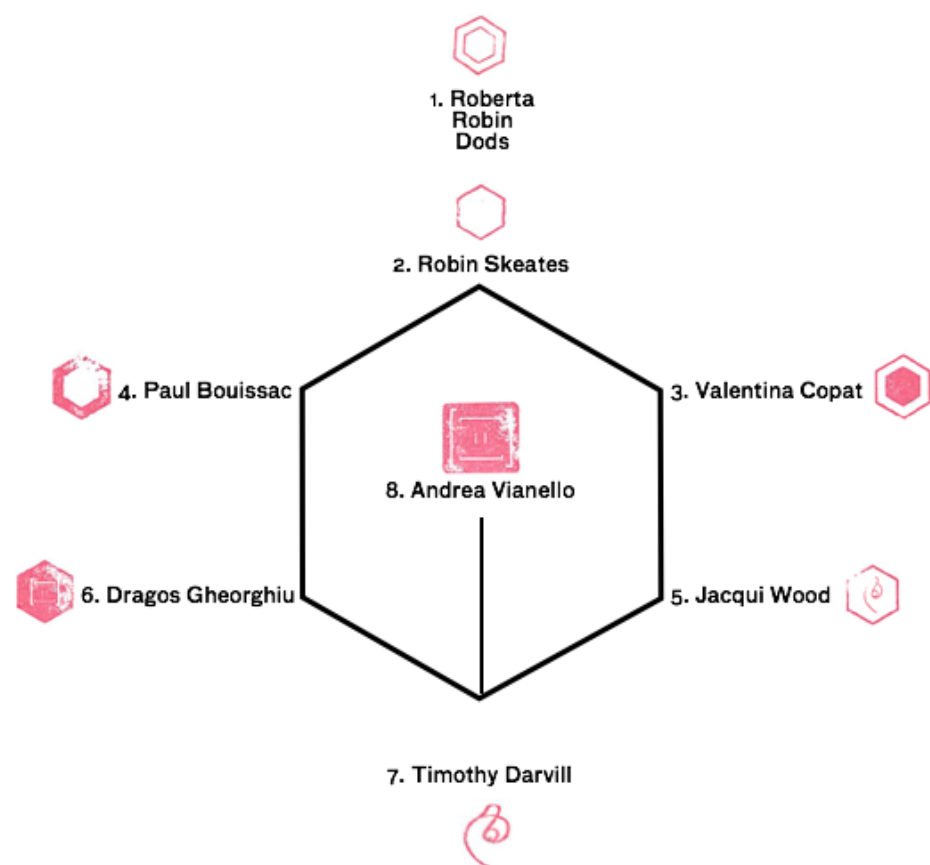 1. Roberta
Robin
Dods
2. Robin Skeates
4. Paul Bouissac
3. Valentina Copat
8. Andrea Vianello
6. Dragos Gheorghiu
5. Jacqui Wood
7. Timothy Darvill